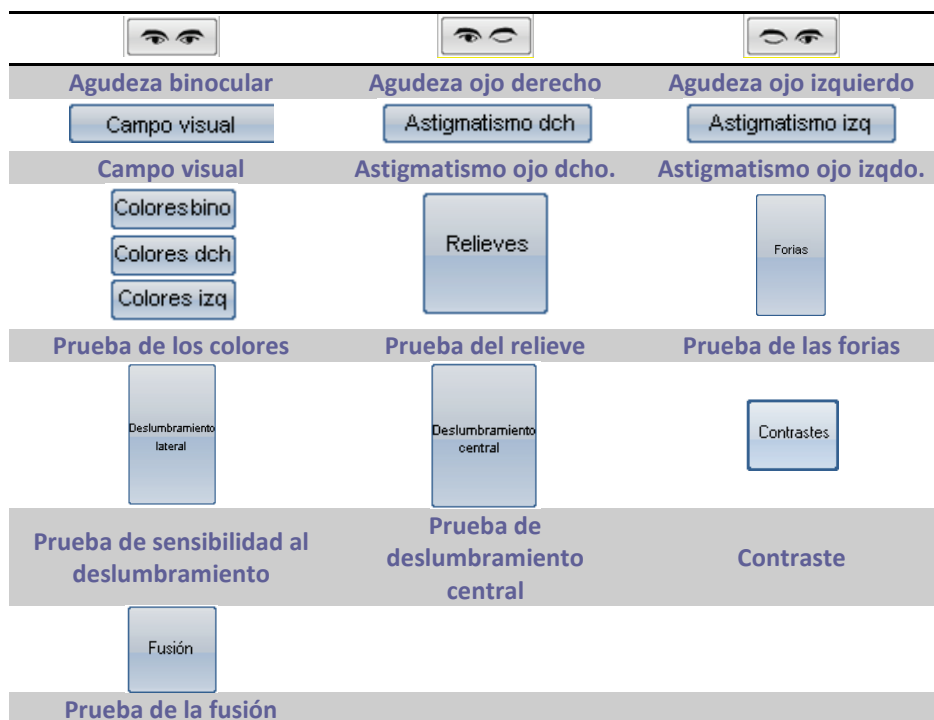 Agudeza binocular
Agudeza ojo derecho
Agudeza ojo izquierdo
Campo visual
Astigmatismo dch
Astigmatismo izq
Campo visual
Astigmatismo ojo dcho.
Astigmatismo ojo izqdo.
Coloresbino
Colores dch
Colores izq
Relieves
Forias
Prueba de los colores
Prueba del relieve
Prueba de las forias
Deslumbramiento
lateral
Deslumbramiento
central
Contrastes
Prueba de sensibilidad al
deslumbramiento
Prueba de
deslumbramiento
central
Contraste
Fusión
Prueba de la fusión